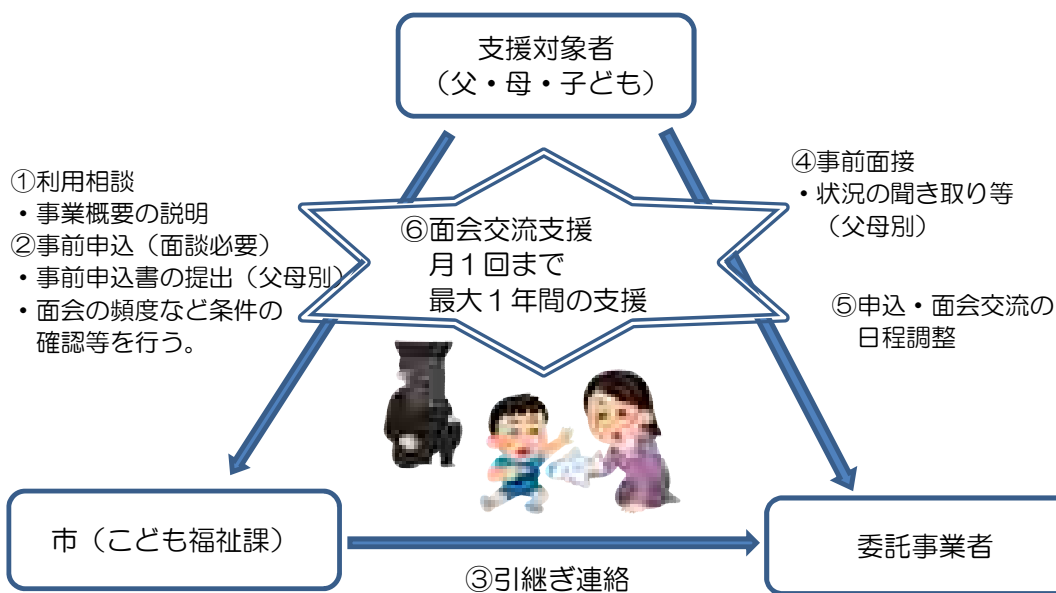 支援対象者
（父・母・子ども）
①利用相談
・事業概要の説明
②事前申込（面談必要）
・事前申込書の提出（父母別）
・面会の頻度など条件の
確認等を行う。
④事前面接
・状況の聞き取り等
（父母別）
⑥面会交流支援
月１回まで
最大１年間の支援
⑤申込・面会交流の
日程調整
市（こども福祉課）
③引継ぎ連絡
委託事業者